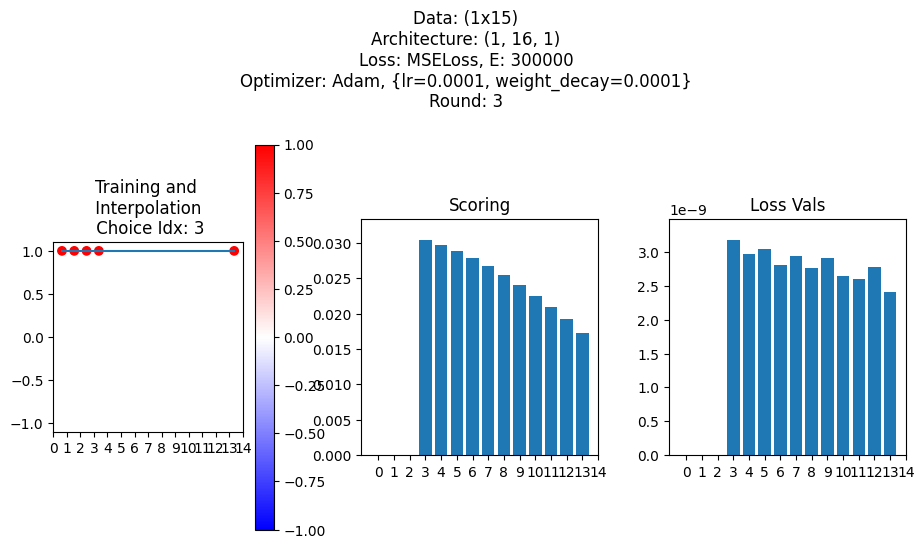 Data: (1x15)
Architecture: (1, 16, 1)
Loss: MSELoss, E: 300000
Optimizer: Adam, {lr=0.0001, weight_decay=0.0001}
Round: 3
Training and
Interpolation
Choice Idx: 3
1.0
0.5
0.0
−0.5
−1.0
0 1 2 3 4 5 6 7 8 9 10 11 12 13 14
1.00
0.75
0.50
0.25
0.00
−0.25
−0.50
−0.75
−1.00
Scoring
0.030
0.025
0.020
0.015
0.010
0.005
0.000
0 1 2 3 4 5 6 7 8 9 10 11 12 13 14
Loss Vals
1e−9
3.0
2.5
2.0
1.5
1.0
0.5
0.0
0 1 2 3 4 5 6 7 8 9 10 11 12 13 14